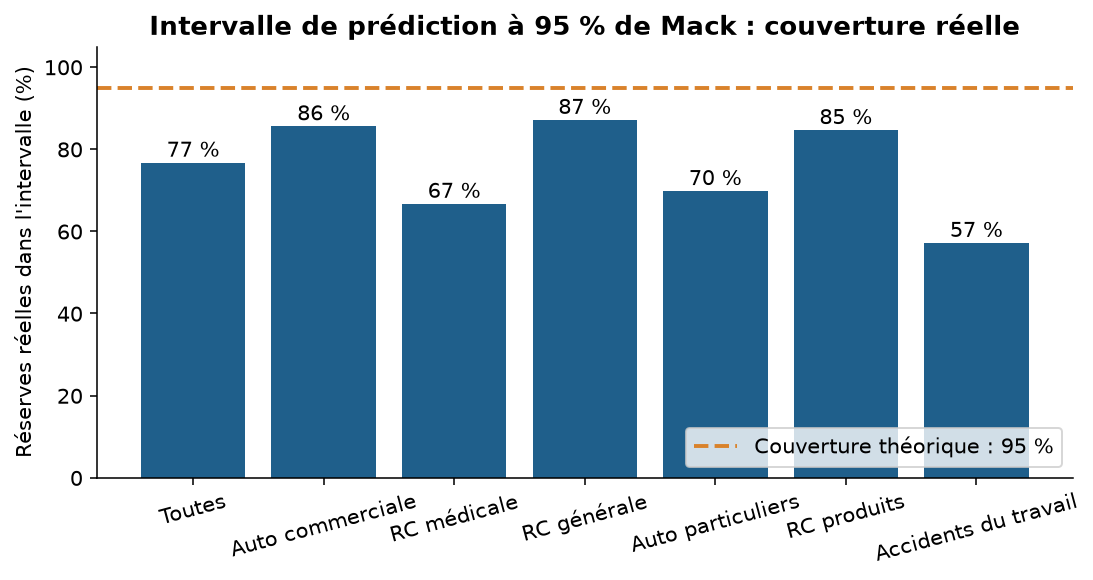 Intervalle de prédiction à 95 % de Mack : couverture réelle
Réserves réelles dans l'intervalle (%)
100
80
60
40
20
0
77 %
86 %
67 %
87 %
70 %
85 %
57 %
Couverture théorique : 95 %
Toutes
Auto commerciale
RC médicale
RC générale
Auto particuliers
RC produits
Accidents du travail